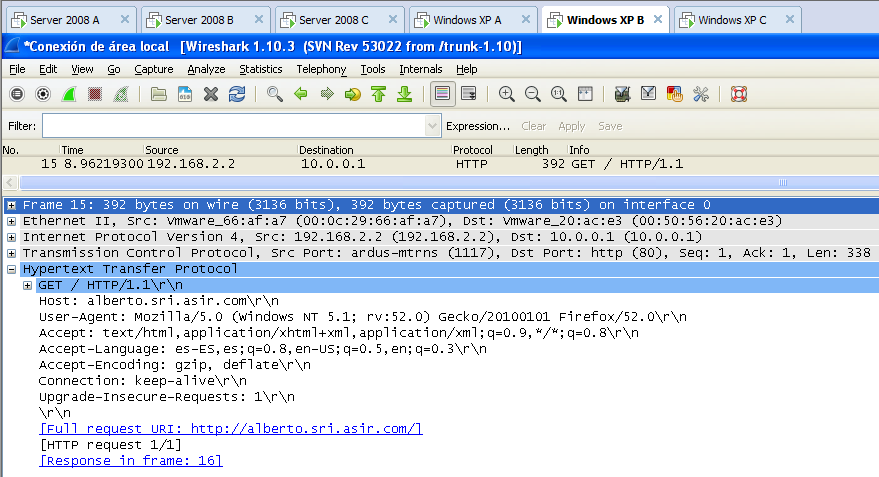 Server 2008 A Server 2008 B Server 2008 C Windows XP A Windows XP B Windows XP C
*Conexión de área local [Wireshark 1.10.3 (SVN Rev 53022 from /trunk-1.10)]
File Edit View Go Capture Analyze Statistics Telephony Tools Internals Help
Filter: Expression... Clear Apply Save
No. Time Source Destination Protocol Length Info
15 8.96219300 192.168.2.2 10.0.0.1 HTTP 392 GET / HTTP/1.1
Frame 15: 392 bytes on wire (3136 bits), 392 bytes captured (3136 bits) on interface 0
Ethernet II, Src: Vmware_66:af:a7 (00:0c:29:66:af:a7), Dst: Vmware_20:ac:e3 (00:50:56:20:ac:e3)
Internet Protocol Version 4, Src: 192.168.2.2 (192.168.2.2), Dst: 10.0.0.1 (10.0.0.1)
Transmission Control Protocol, Src Port: ardus-mtrns (1117), Dst Port: http (80), Seq: 1, Ack: 1, Len: 338
Hypertext Transfer Protocol
GET / HTTP/1.1\r\n
Host: alberto.sri.asir.com\r\n
User-Agent: Mozilla/5.0 (Windows NT 5.1; rv:52.0) Gecko/20100101 Firefox/52.0\r\n
Accept: text/html,application/xhtml+xml,application/xml;q=0.9,*/*;q=0.8\r\n
Accept-Language: es-ES,es;q=0.8,en-US;q=0.5,en;q=0.3\r\n
Accept-Encoding: gzip, deflate\r\n
Connection: keep-alive\r\n
Upgrade-Insecure-Requests: 1\r\n
\r\n
[Full request URI: http://alberto.sri.asir.com/]
[HTTP request 1/1]
[Response in frame: 16]